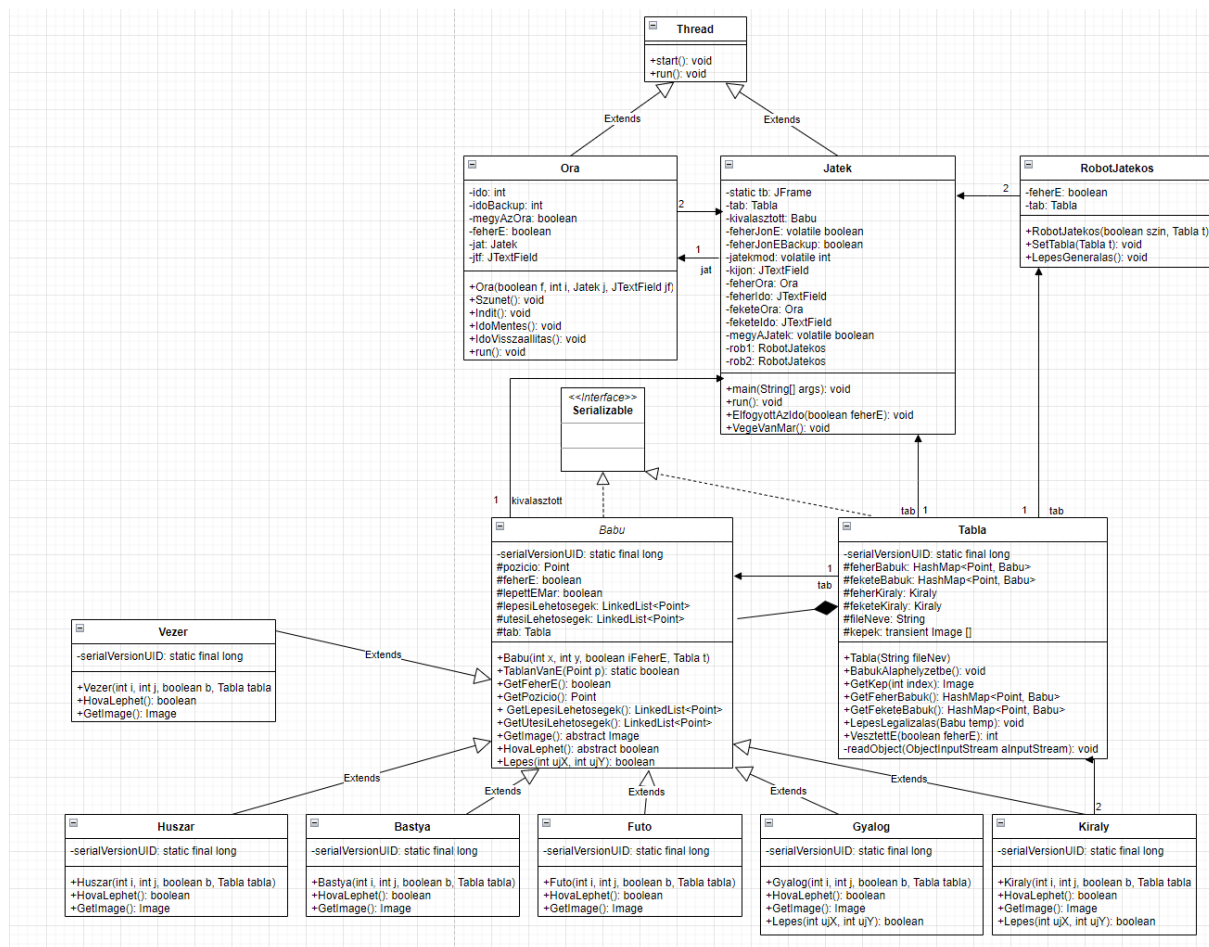 Thread
+start(): void
+run(): void
Extends
Extends
Ora
-ido: int
-idoBackup: int
-megyAzOra: boolean
-feherE: boolean
-jat: Jatek
-jtf: JTextField
+Ora(boolean f, int i, Jatek j, JTextField jf)
+Szunet(): void
+Indit(): void
+IdoMentes(): void
+IdoVisszaallitas(): void
+run(): void
2
1
jat
Jatek
-static tb: JFrame
-tab: Tabla
-kivalasztott: Babu
-feherJonE: volatile boolean
-feherJonEBackup: boolean
-jatekmod: volatile int
-kijon: JTextField
-feherOra: Ora
-feherIdo: JTextField
-feketeOra: Ora
-feketeIdo: JTextField
-megyAJatek: volatile boolean
-rob1: RobotJatekos
-rob2: RobotJatekos
+main(String[] args): void
+run(): void
+ElfogyottAzIdo(boolean feherE): void
+VegeVanMar(): void
2
RobotJatekos
-feherE: boolean
-tab: Tabla
+RobotJatekos(boolean szin, Tabla t)
+SetTabla(Tabla t): void
+LepesGeneralas(): void
<<Interface>>
Serializable
1
kivalasztott
tab
1
1
tab
Babu
-serialVersionUID: static final long
#pozicio: Point
#feherE: boolean
#lepettEMar: boolean
#lepesiLehetosegek: LinkedList<Point>
#utesiLehetosegek: LinkedList<Point>
#tab: Tabla
+Babu(int x, int y, boolean iFeherE, Tabla t)
+TablanVanE(Point p): static boolean
+GetFeherE(): boolean
+GetPozicio(): Point
+ GetLepesiLehetosegek(): LinkedList<Point>
+GetUtesiLehetosegek(): LinkedList<Point>
+GetImage(): abstract Image
+HovaLephet(): abstract boolean
+Lepes(int ujX, int ujY): boolean
1
tab
Tabla
-serialVersionUID: static final long
#feherBabuk: HashMap<Point, Babu>
#feketeBabuk: HashMap<Point, Babu>
#feherKiraly: Kiraly
#feketeKiraly: Kiraly
#fileNeve: String
#kepek: transient Image []
+Tabla(String fileNev)
+BabukAlaphelyzetbe(): void
+GetKep(int index): Image
+GetFeherBabuk(): HashMap<Point, Babu>
+GetFeketeBabuk(): HashMap<Point, Babu>
+LepesLegalizalas(Babu temp): void
+VesztettE(boolean feherE): int
-readObject(ObjectInputStream aInputStream): void
Vezer
-serialVersionUID: static final long
+Vezer(int i, int j, boolean b, Tabla tabla
+HovaLephet(): boolean
+GetImage(): Image
Extends
Extends
Extends
Extends
Extends
Extends
2
Huszar
-serialVersionUID: static final long
+Huszar(int i, int j, boolean b, Tabla tabla)
+HovaLephet(): boolean
+GetImage(): Image
Bastya
-serialVersionUID: static final long
+Bastya(int i, int j, boolean b, Tabla tabla)
+HovaLephet(): boolean
+GetImage(): Image
Futo
-serialVersionUID: static final long
+Futo(int i, int j, boolean b, Tabla tabla)
+HovaLephet(): boolean
+GetImage(): Image
Gyalog
-serialVersionUID: static final long
+Gyalog(int i, int j, boolean b, Tabla tabla)
+HovaLephet(): boolean
+GetImage(): Image
+Lepes(int ujX, int ujY): boolean
Kiraly
-serialVersionUID: static final long
+Kiraly(int i, int j, boolean b, Tabla tabla
+HovaLephet(): boolean
+GetImage(): Image
+Lepes(int ujX, int ujY): boolean